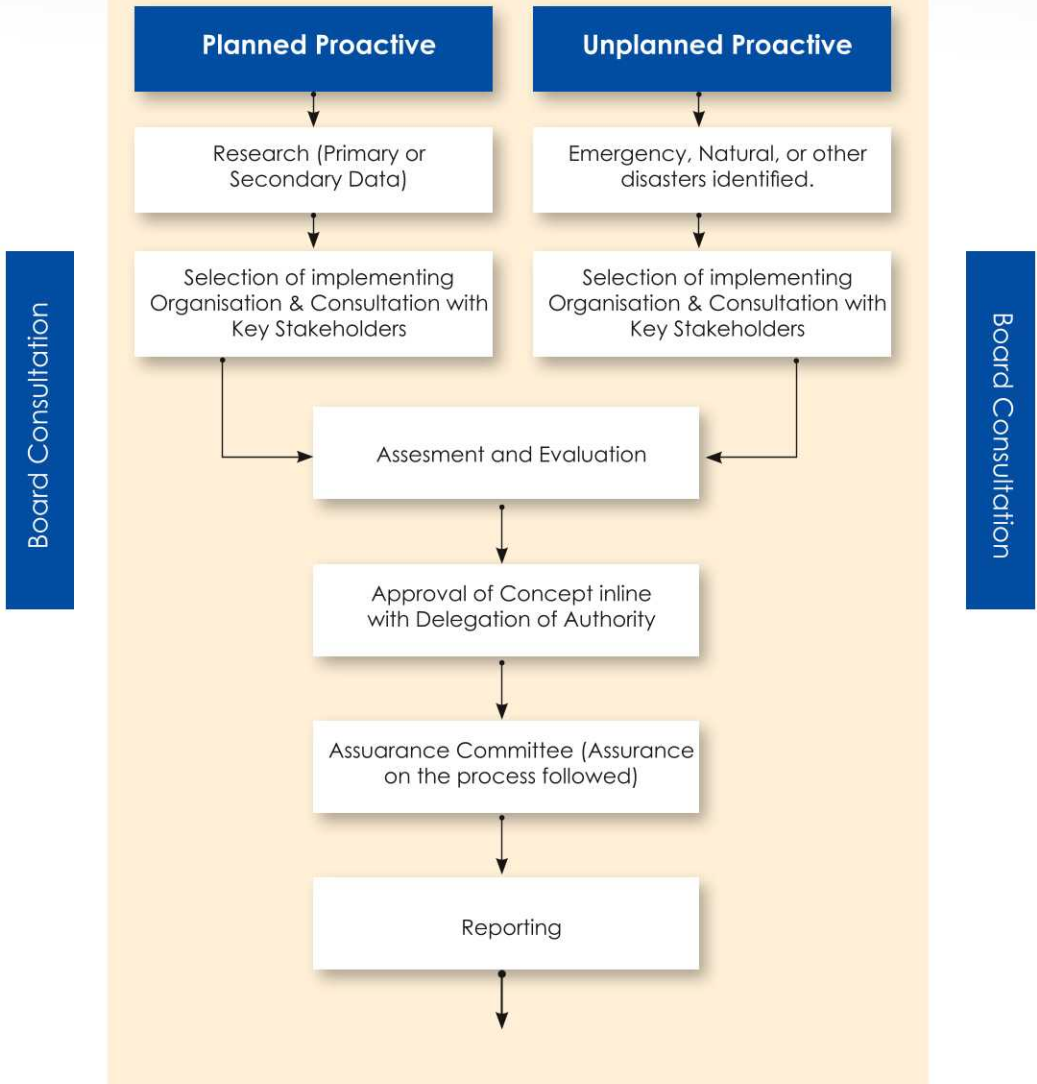 Planned Proactive
Unplanned Proactive
Research (Primary or
Secondary Data)
Emergency, Natural, or other
disasters identified.
Selection of implementing
Organisation & Consultation with
Key Stakeholders
Selection of implementing
Organisation & Consultation with
Key Stakeholders
Board Consultation
Board Consultation
Assesment and Evaluation
Approval of Concept inline
with Delegation of Authority
Assuarance Committee (Assurance
on the process followed)
Reporting